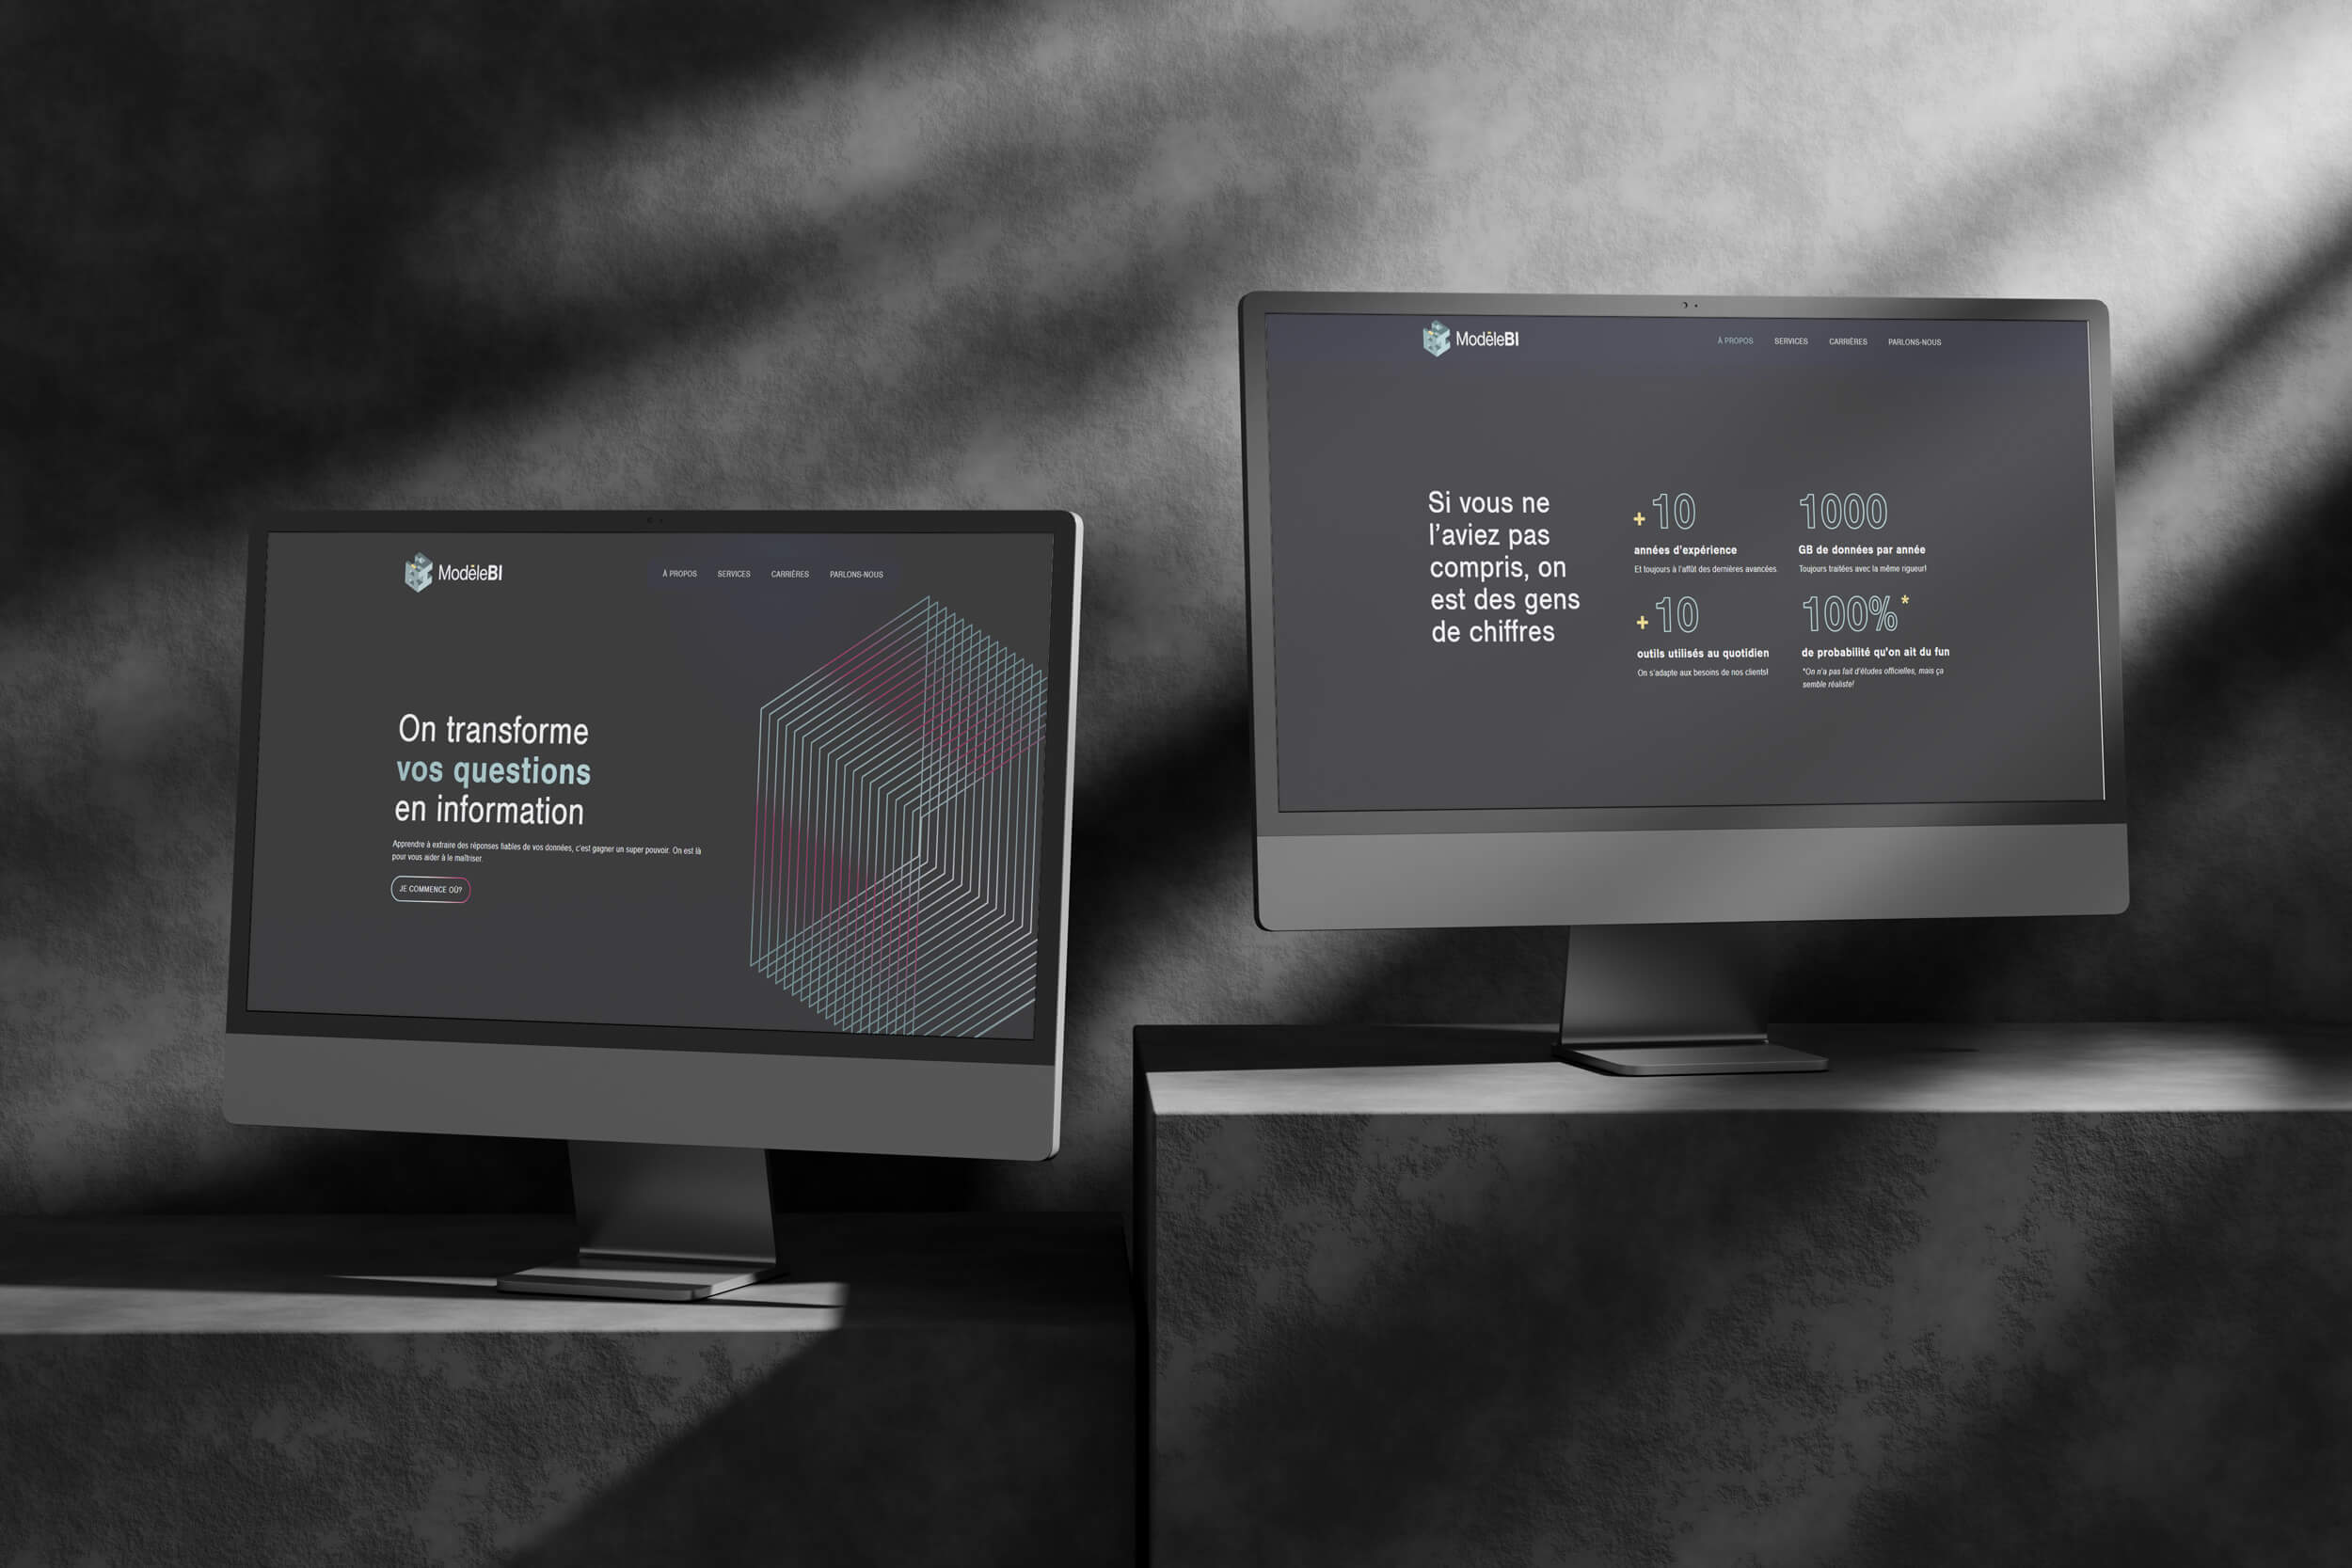 ModèleBI
À PROPOS SERVICES CARRIÈRES PARLONS-NOUS
On transforme
vos questions
en information
Apprendre à extraire des réponses fiables de vos données, c'est gagner un super pouvoir. On est là
pour vous aider à le maîtriser.
JE COMMENCE OÙ?
ModèleBI
À PROPOS SERVICES CARRIÈRES PARLONS-NOUS
Si vous ne
l'aviez pas
compris, on
est des gens
de chiffres
+10
années d'expérience
Et toujours à l'affût des dernières avancées.
1000
GB de données par année
Toujours traitées avec la même rigueur!
+10
outils utilisés au quotidien
On s'adapte aux besoins de nos clients!
100%*
de probabilité qu'on ait du fun
*On n'a pas fait d'études officielles, mais ça
semble réaliste!